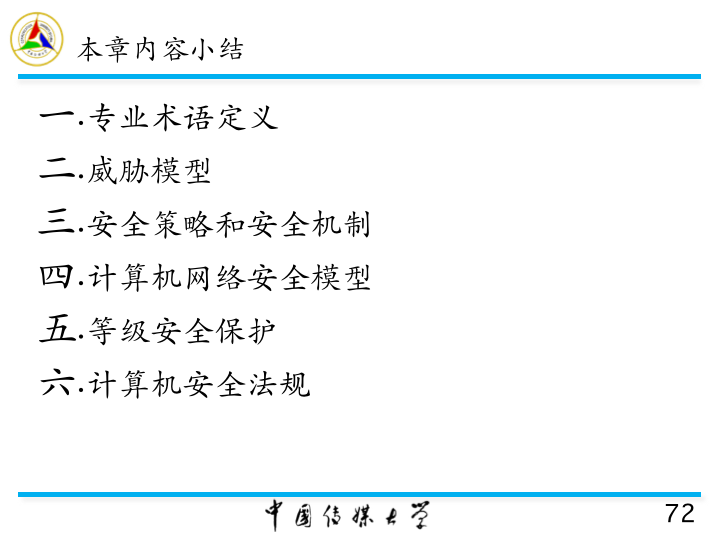 本章内容小结
一.专业术语定义
二.威胁模型
三.安全策略和安全机制
四.计算机网络安全模型
五.等级安全保护
六.计算机安全法规
中国传媒大学
72